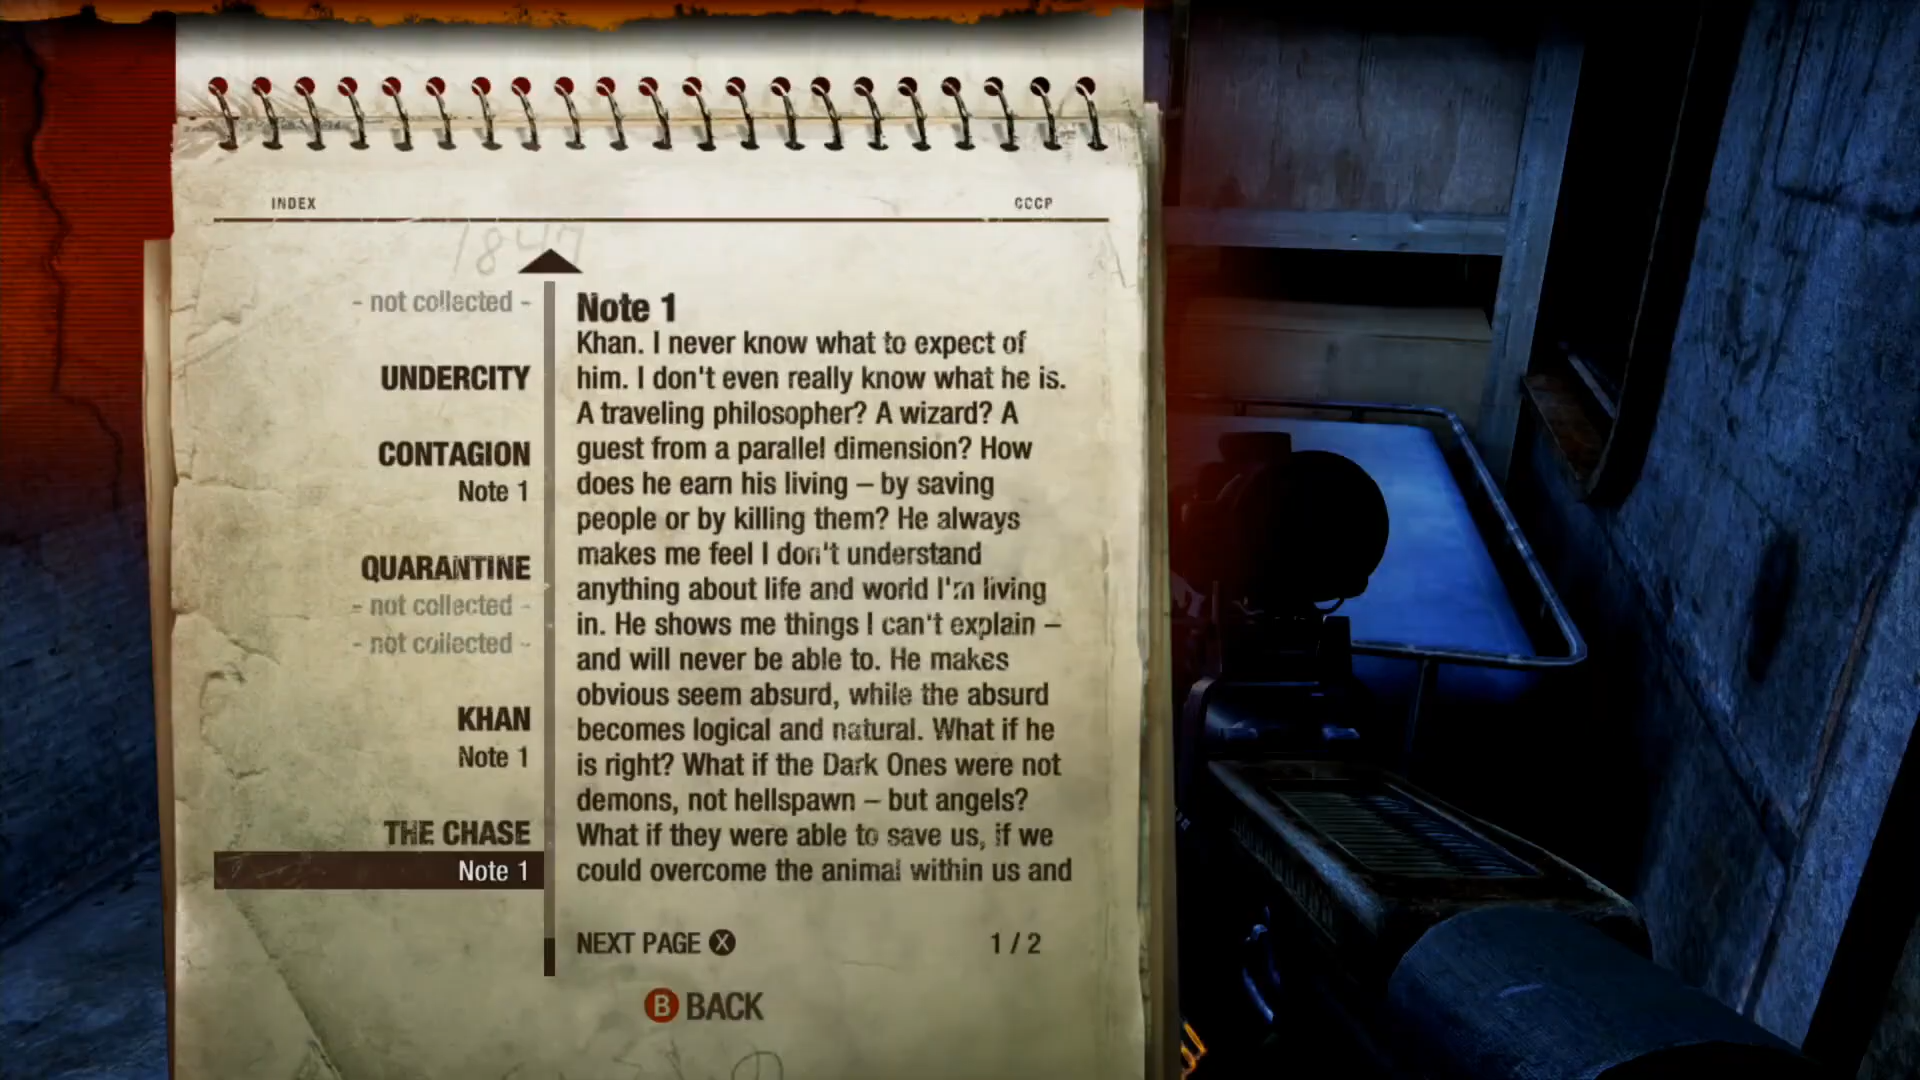 INDEX
CCCP
1847
- not collected -
UNDERCITY
CONTAGION
Note 1
QUARANTINE
- not collected -
- not collected -
KHAN
Note 1
THE CHASE
Note 1
Note 1
Khan. I never know what to expect of
him. I don't even really know what he is.
A traveling philosopher? A wizard? A
guest from a parallel dimension? How
does he earn his living – by saving
people or by killing them? He always
makes me feel I don't understand
anything about life and world I'm living
in. He shows me things I can't explain –
and will never be able to. He makes
obvious seem absurd, while the absurd
becomes logical and natural. What if he
is right? What if the Dark Ones were not
demons, not hellspawn – but angels?
What if they were able to save us, if we
could overcome the animal within us and
NEXT PAGE X
1 / 2
B BACK